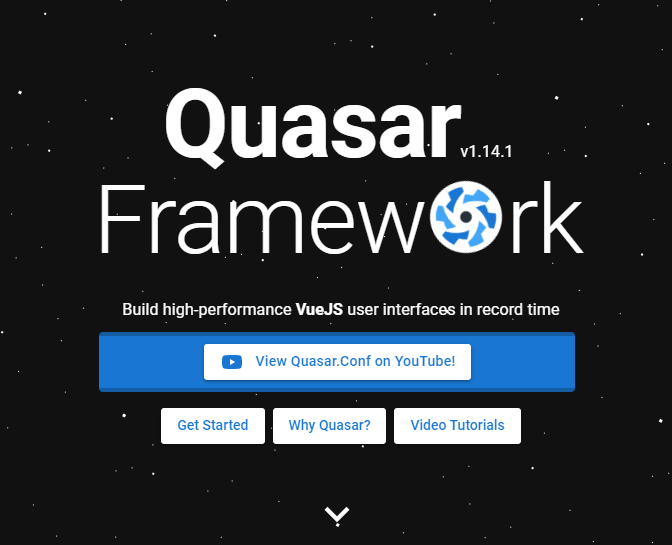 Quasar v1.14.1
Framework
Build high-performance VueJS user interfaces in record time
View Quasar.Conf on YouTube!
Get Started Why Quasar? Video Tutorials